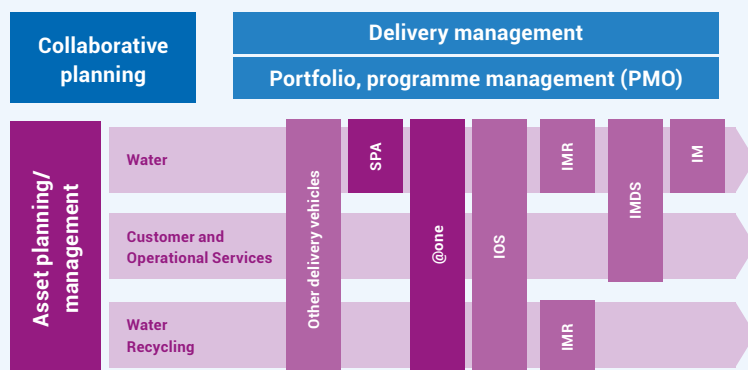 Collaborative
planning
Delivery management
Portfolio, programme management (PMO)
Asset planning/
management
Water
Customer and
Operational Services
Water
Recycling
Other delivery vehicles
SPA
@one
IOS
IMR
IMR
IMDS
IM